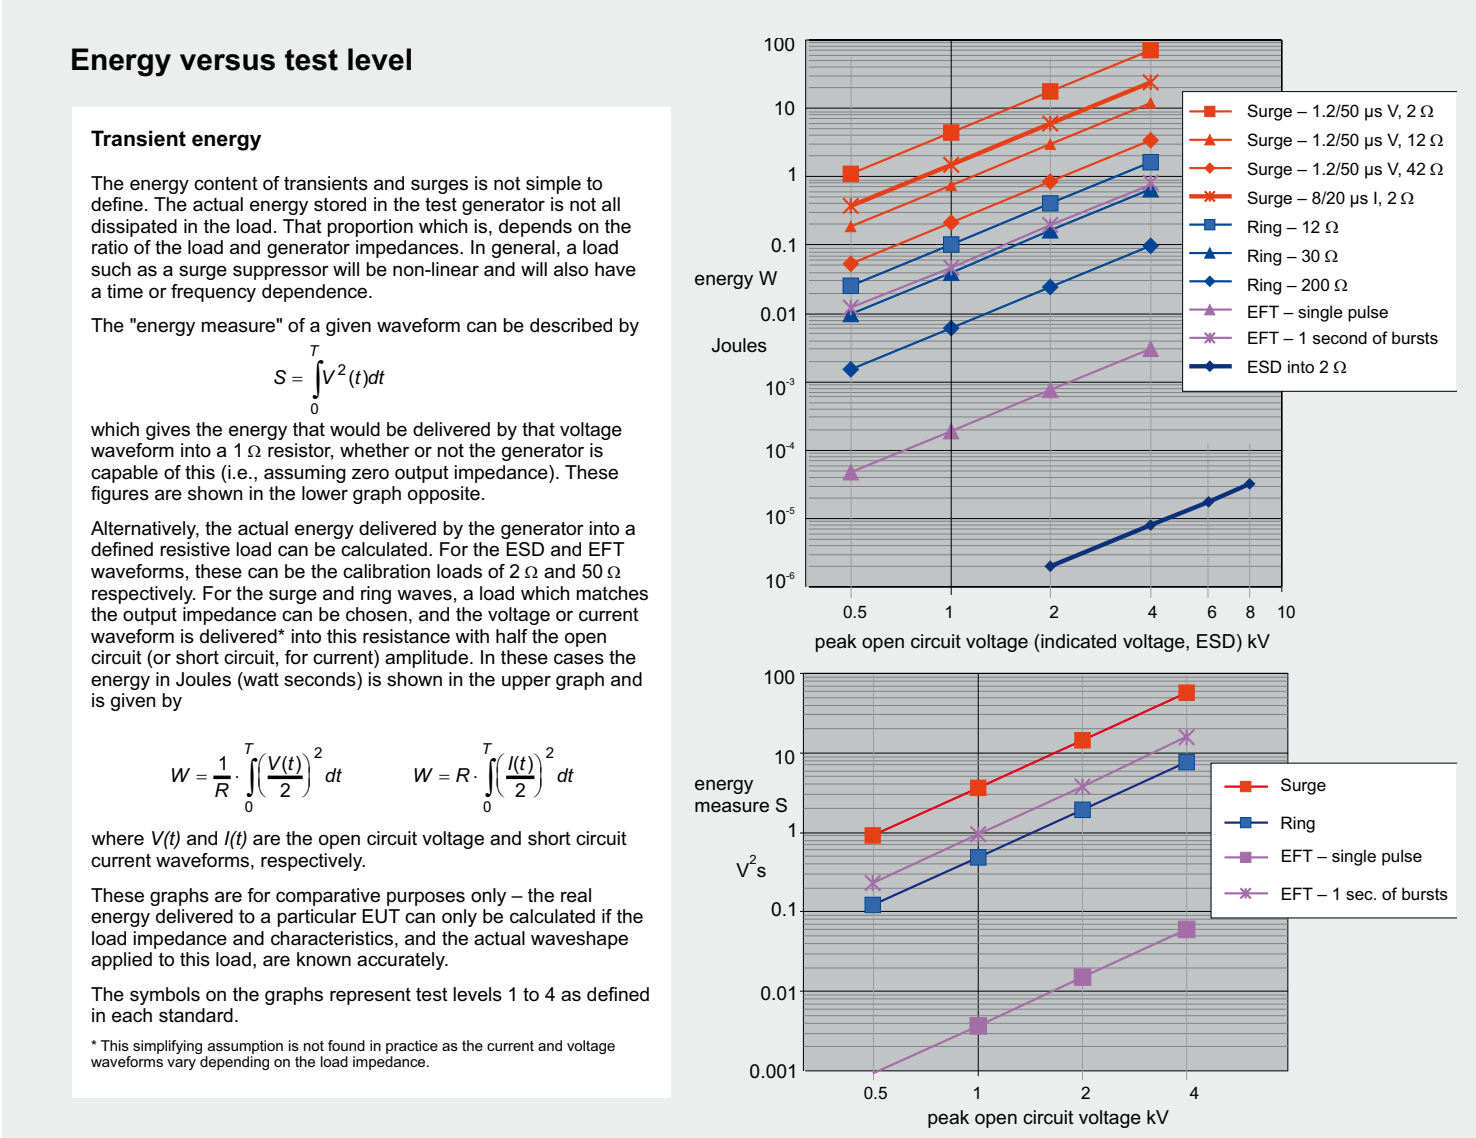 Energy versus test level
Transient energy
The energy content of transients and surges is not simple to
define. The actual energy stored in the test generator is not all
dissipated in the load. That proportion which is, depends on the
ratio of the load and generator impedances. In general, a load
such as a surge suppressor will be non-linear and will also have
a time or frequency dependence.
The "energy measure" of a given waveform can be described by
S = ∫₀ᵀ V²(t)dt
which gives the energy that would be delivered by that voltage
waveform into a 1 Ω resistor, whether or not the generator is
capable of this (i.e., assuming zero output impedance). These
figures are shown in the lower graph opposite.
Alternatively, the actual energy delivered by the generator into a
defined resistive load can be calculated. For the ESD and EFT
waveforms, these can be the calibration loads of 2 Ω and 50 Ω
respectively. For the surge and ring waves, a load which matches
the output impedance can be chosen, and the voltage or current
waveform is delivered* into this resistance with half the open
circuit (or short circuit, for current) amplitude. In these cases the
energy in Joules (watt seconds) is shown in the upper graph and
is given by
W = 1/R · ∫₀ᵀ (V(t)/2)² dt W = R · ∫₀ᵀ (I(t)/2)² dt
where V(t) and I(t) are the open circuit voltage and short circuit
current waveforms, respectively.
These graphs are for comparative purposes only – the real
energy delivered to a particular EUT can only be calculated if the
load impedance and characteristics, and the actual waveshape
applied to this load, are known accurately.
The symbols on the graphs represent test levels 1 to 4 as defined
in each standard.
* This simplifying assumption is not found in practice as the current and voltage
waveforms vary depending on the load impedance.
100
10
1
0.1
energy W
0.01
Joules
10⁻³
10⁻⁴
10⁻⁵
10⁻⁶
0.5 1 2 4 6 8 10
peak open circuit voltage (indicated voltage, ESD) kV
Surge – 1.2/50 µs V, 2 Ω
Surge – 1.2/50 µs V, 12 Ω
Surge – 1.2/50 µs V, 42 Ω
Surge – 8/20 µs I, 2 Ω
Ring – 12 Ω
Ring – 30 Ω
Ring – 200 Ω
EFT – single pulse
EFT – 1 second of bursts
ESD into 2 Ω
100
10
energy
measure S
1
V²s
0.1
0.01
0.001
0.5 1 2 4
peak open circuit voltage kV
Surge
Ring
EFT – single pulse
EFT – 1 sec. of bursts